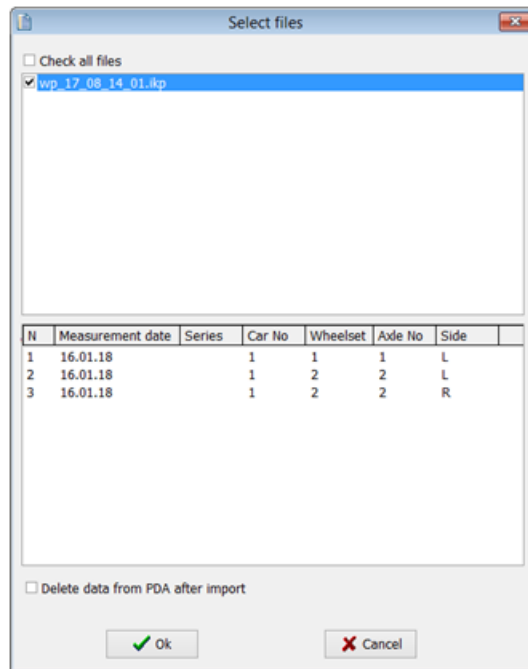 Select files
Check all files
wp_17_08_14_01.ikp
N Measurement date Series Car No Wheelset Axle No Side
1 16.01.18 1 1 1 L
2 16.01.18 1 2 2 L
3 16.01.18 1 2 2 R
Delete data from PDA after import
Ok Cancel